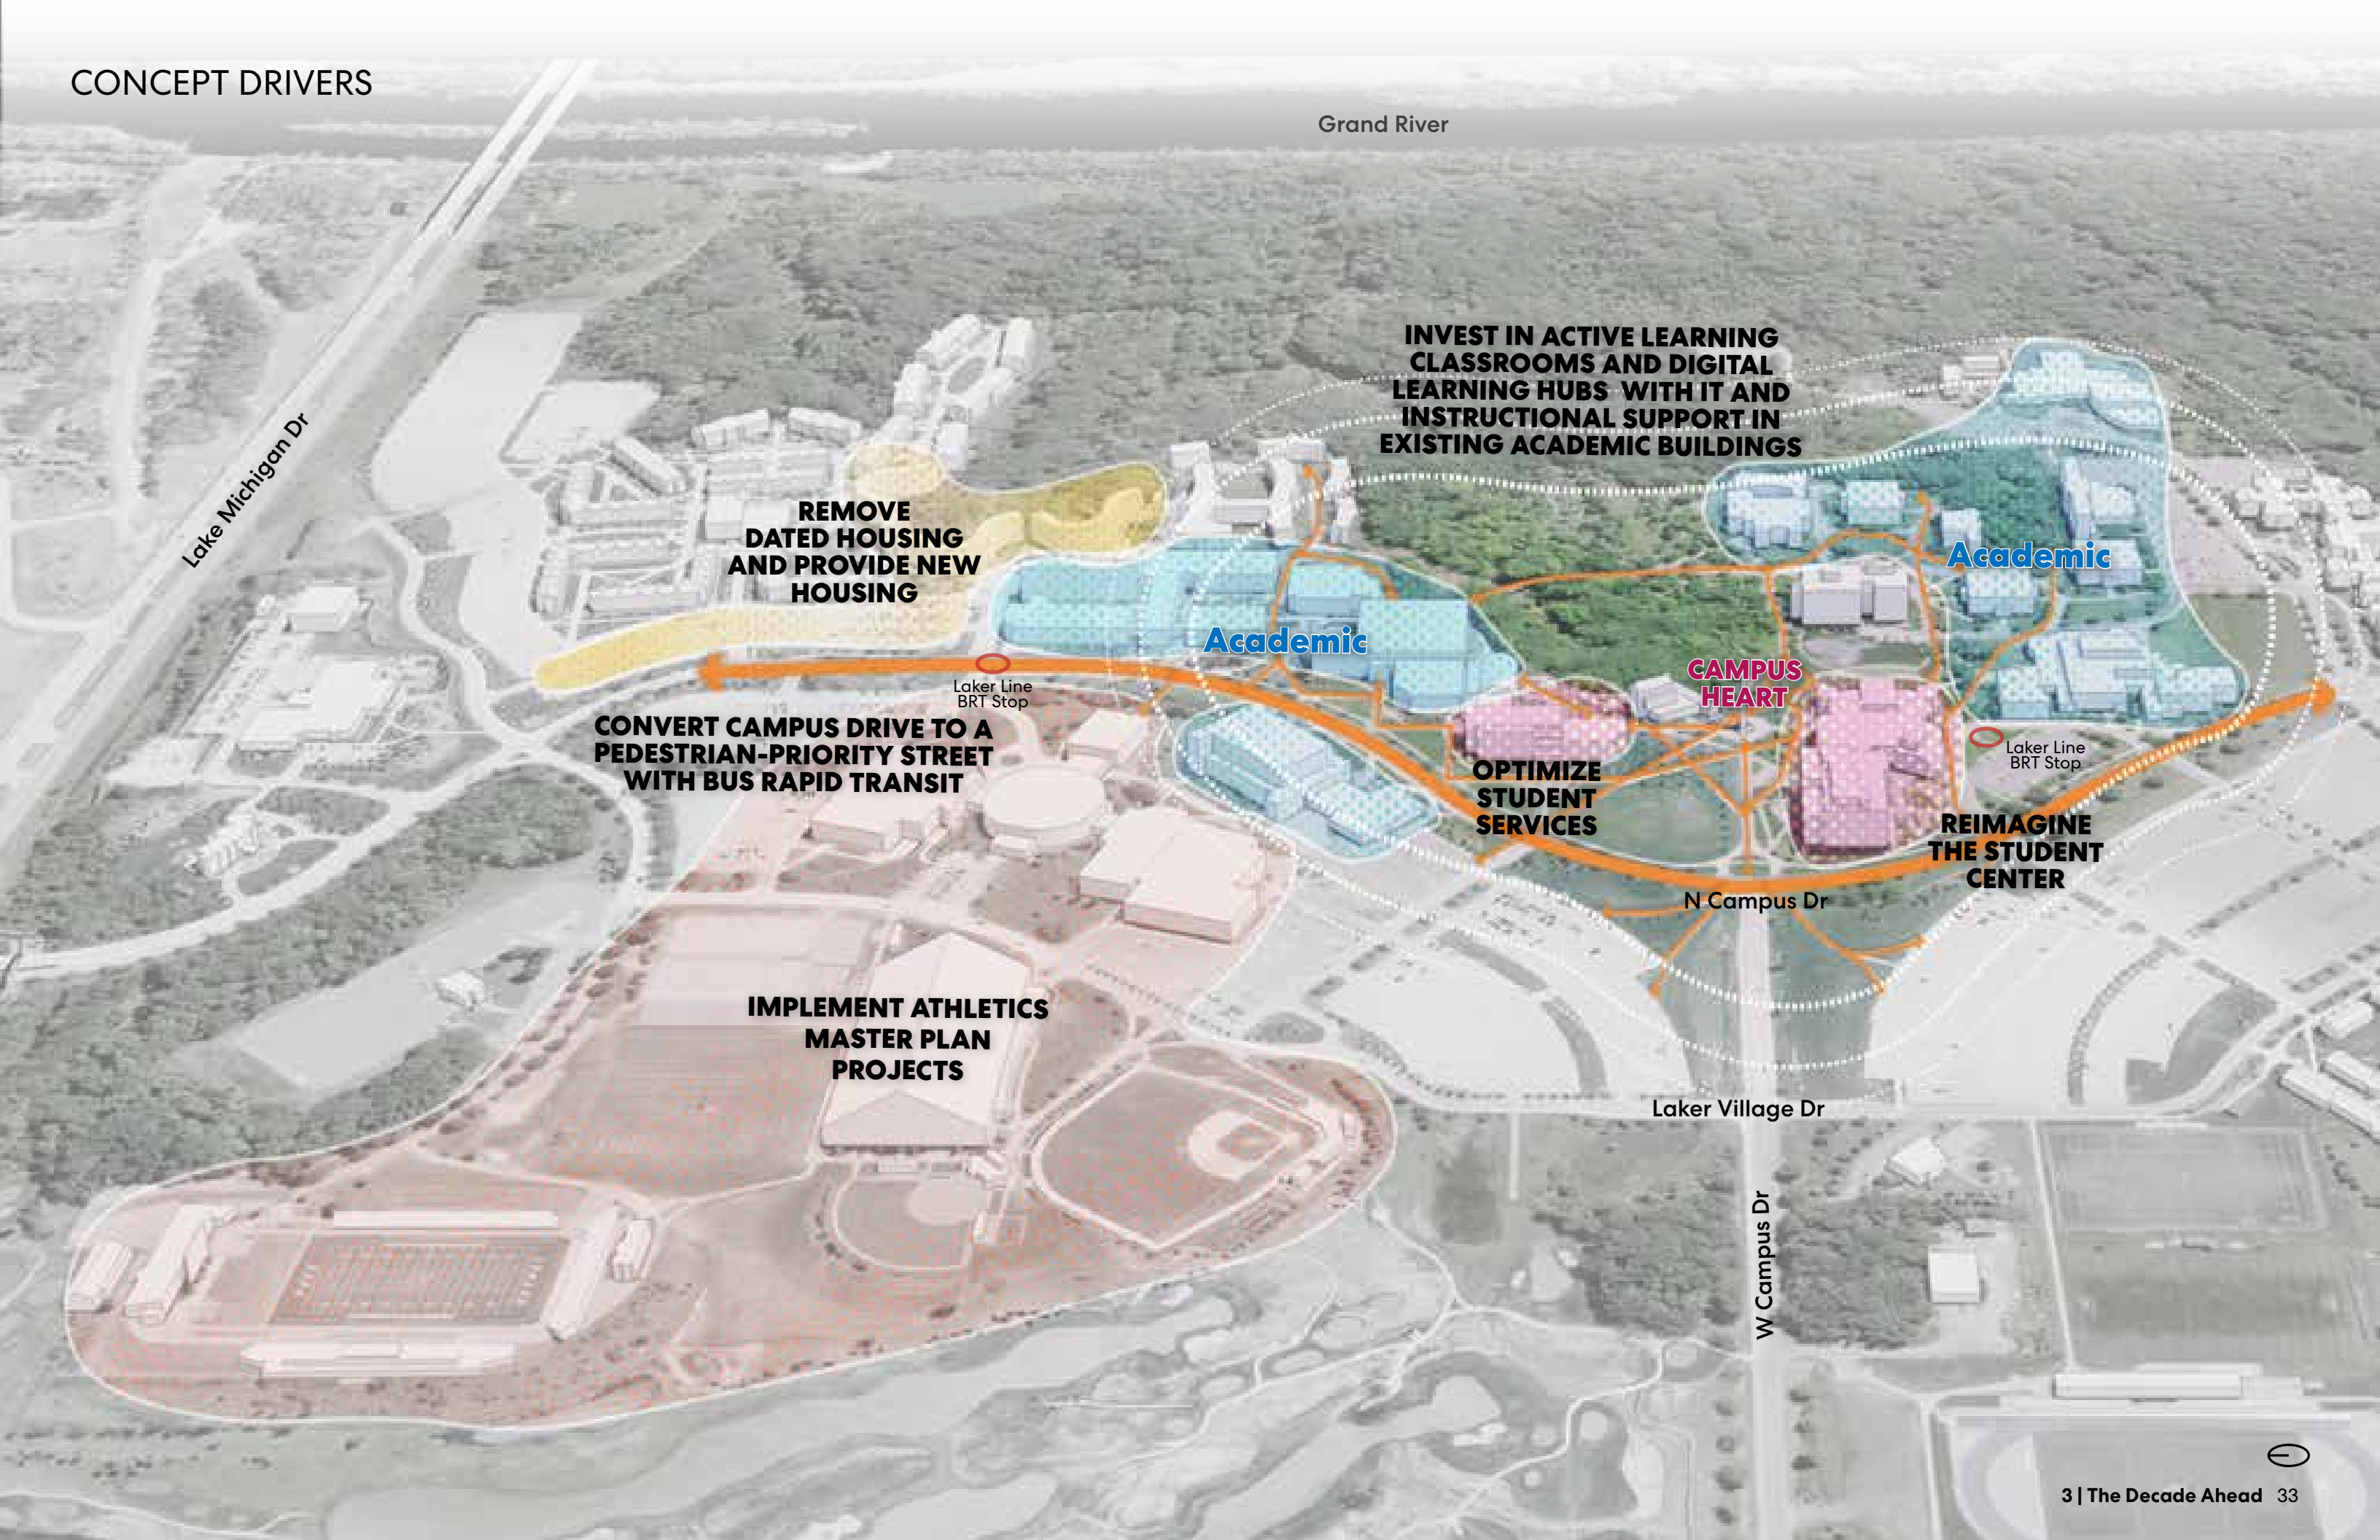 CONCEPT DRIVERS
Grand River
Lake Michigan Dr
INVEST IN ACTIVE LEARNING
CLASSROOMS AND DIGITAL
LEARNING HUBS WITH IT AND
INSTRUCTIONAL SUPPORT IN
EXISTING ACADEMIC BUILDINGS
REMOVE
DATED HOUSING
AND PROVIDE NEW
HOUSING
Academic
Academic
CAMPUS
HEART
Laker Line
BRT Stop
CONVERT CAMPUS DRIVE TO A
PEDESTRIAN-PRIORITY STREET
WITH BUS RAPID TRANSIT
Laker Line
BRT Stop
OPTIMIZE
STUDENT
SERVICES
REIMAGINE
THE STUDENT
CENTER
N Campus Dr
IMPLEMENT ATHLETICS
MASTER PLAN
PROJECTS
Laker Village Dr
W Campus Dr
3 | The Decade Ahead 33